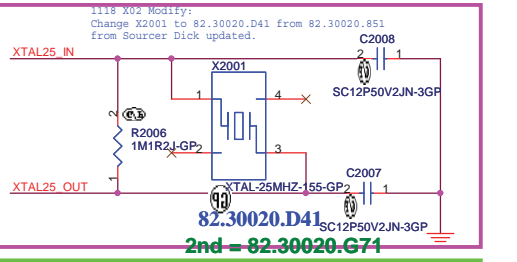 1118 X02 Modify:
Change X2001 to 82.30020.D41 from 82.30020.851
from Sourcer Dick updated.
C2008
XTAL25_IN
2
1
X2001
SC12P50V2JN-3GP
1
4
2
R2006
1M1R2J-GP
2
3
1
C2007
XTAL25_OUT
XTAL-25MHZ-155-GP
2
1
82.30020.D41
SC12P50V2JN-3GP
2nd = 82.30020.G71